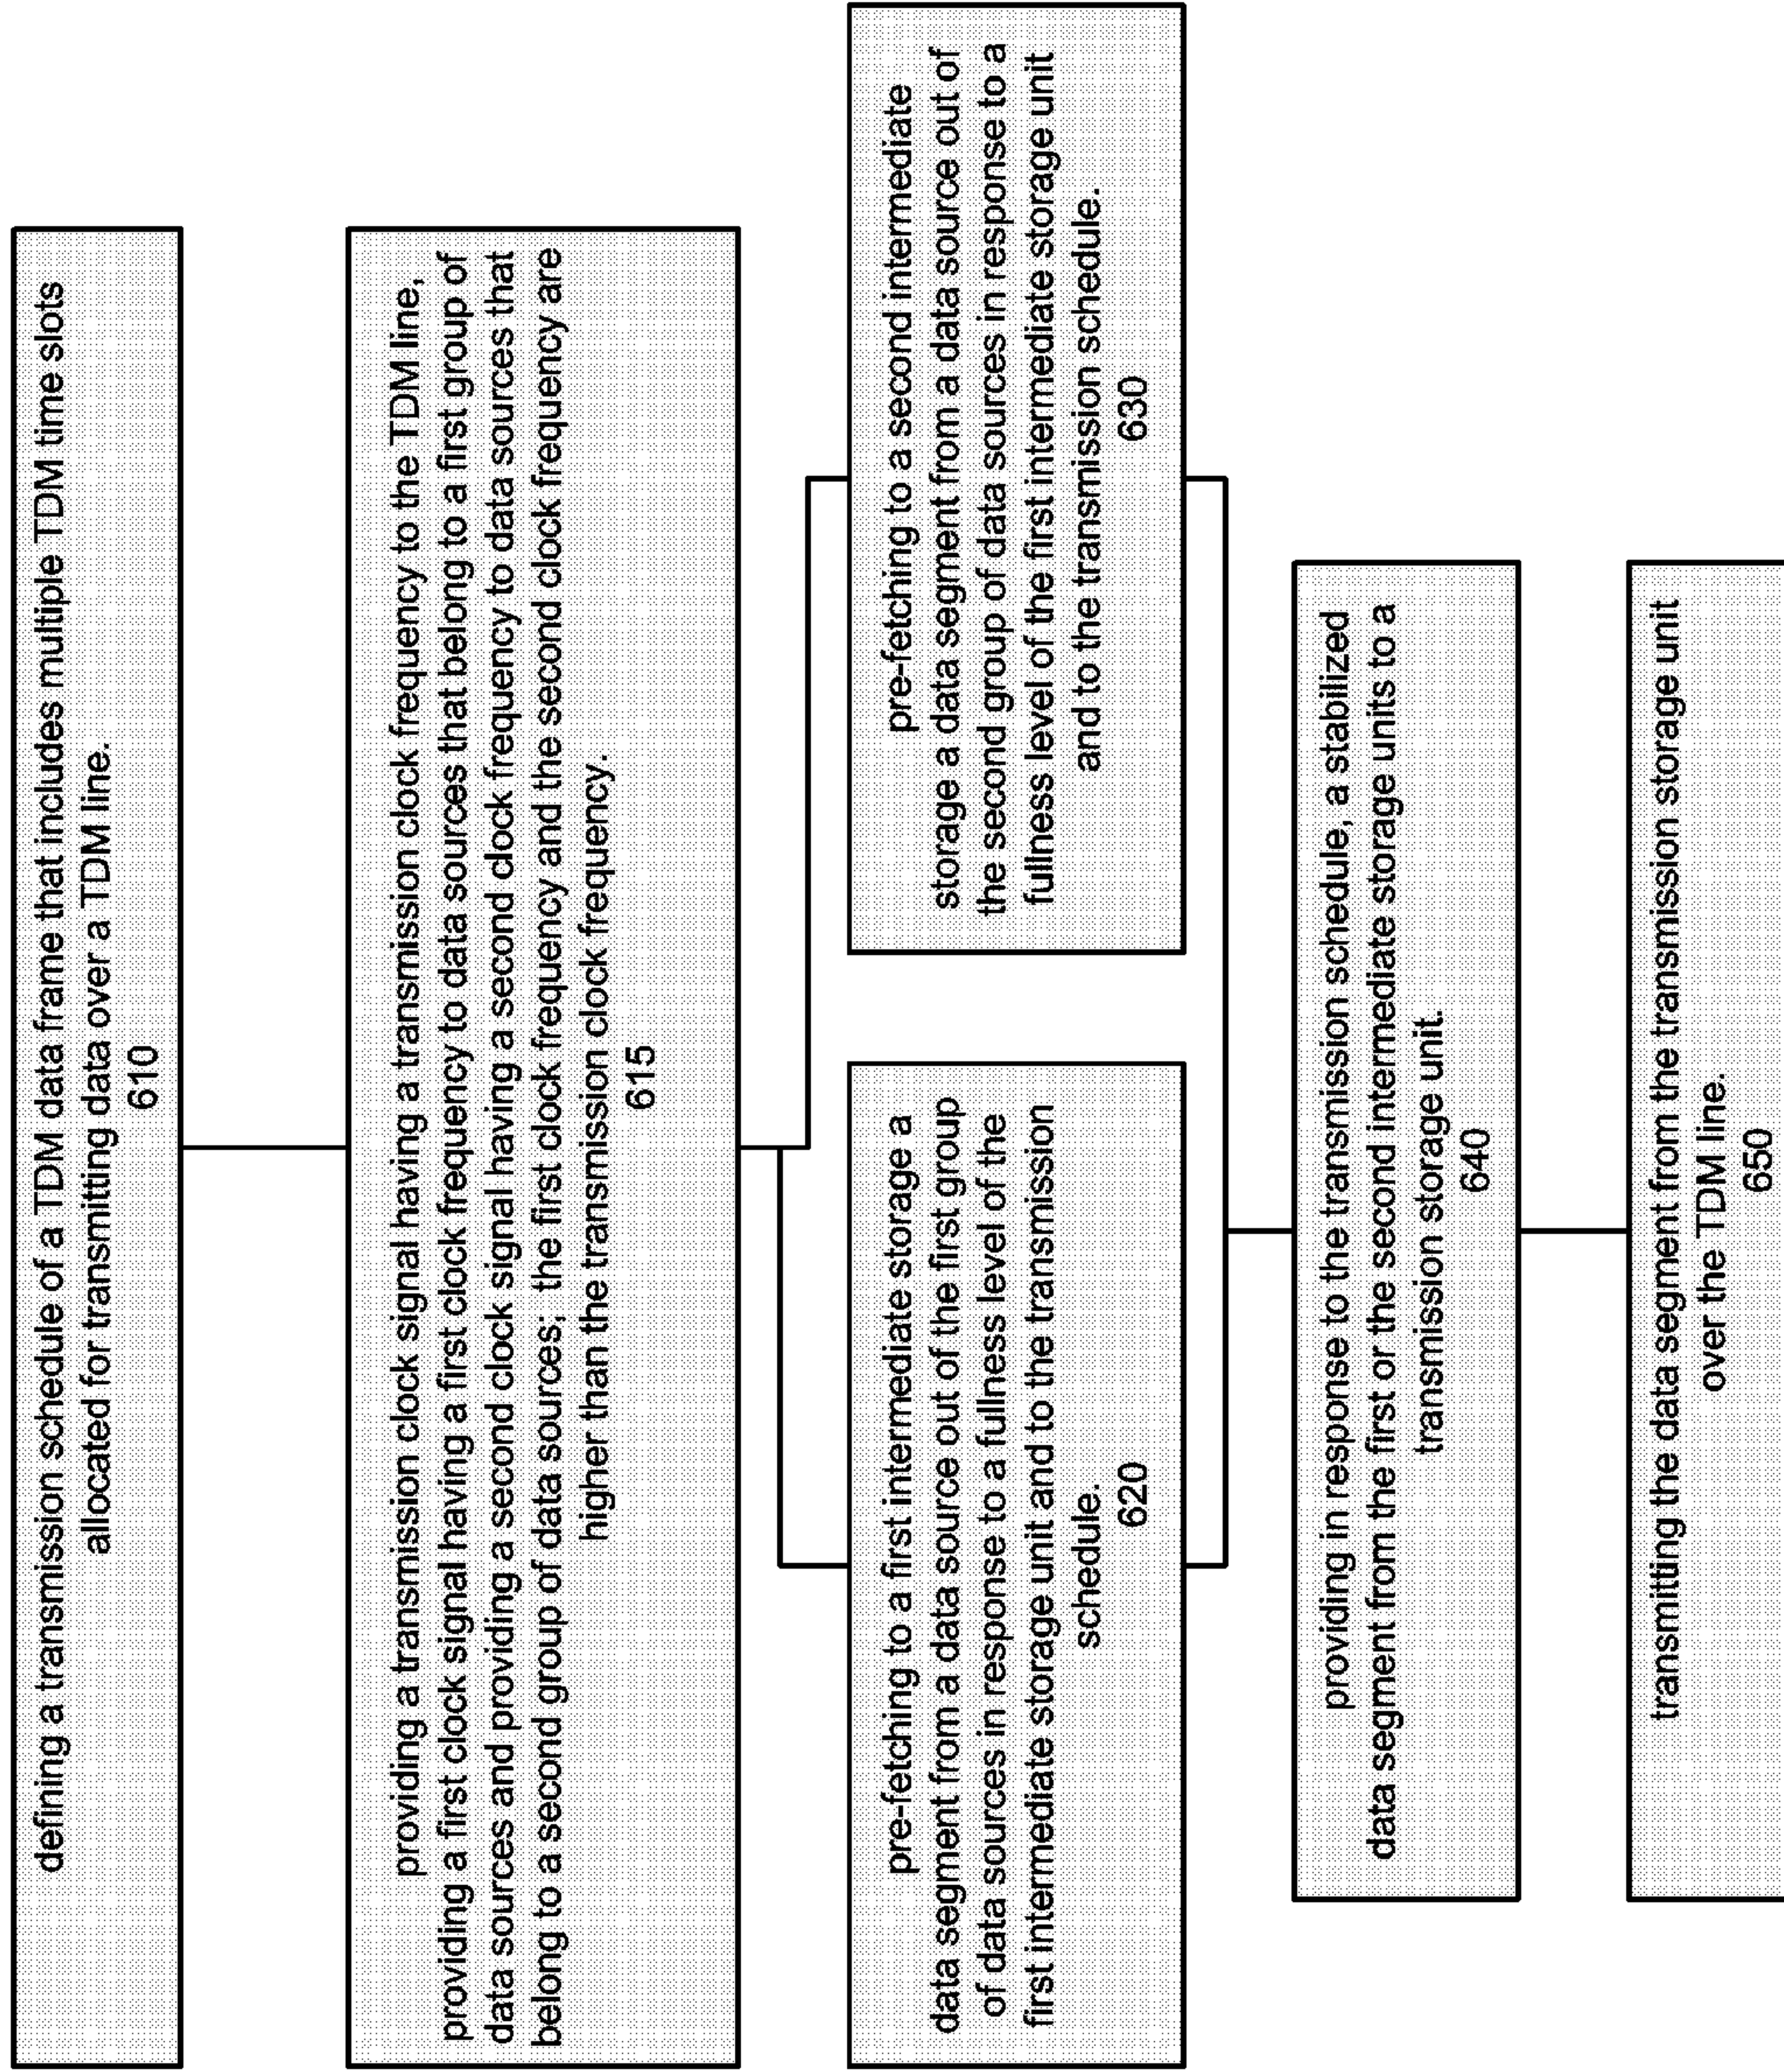 defining a transmission schedule of a TDM data frame that includes multiple TDM time slots
allocated for transmitting data over a TDM line.
610
providing a transmission clock signal having a transmission clock frequency to the TDM line,
providing a first clock signal having a first clock frequency to data sources that belong to a first group of
data sources and providing a second clock signal having a second clock frequency to data sources that
belong to a second group of data sources; the first clock frequency and the second clock frequency are
higher than the transmission clock frequency.
615
pre-fetching to a first intermediate storage a
data segment from a data source out of the first group
of data sources in response to a fullness level of the
first intermediate storage unit and to the transmission
schedule.
620
pre-fetching to a second intermediate
storage a data segment from a data source out of
the second group of data sources in response to a
fullness level of the first intermediate storage unit
and to the transmission schedule.
630
providing in response to the transmission schedule, a stabilized
data segment from the first or the second intermediate storage units to a
transmission storage unit.
640
transmitting the data segment from the transmission storage unit
over the TDM line.
650